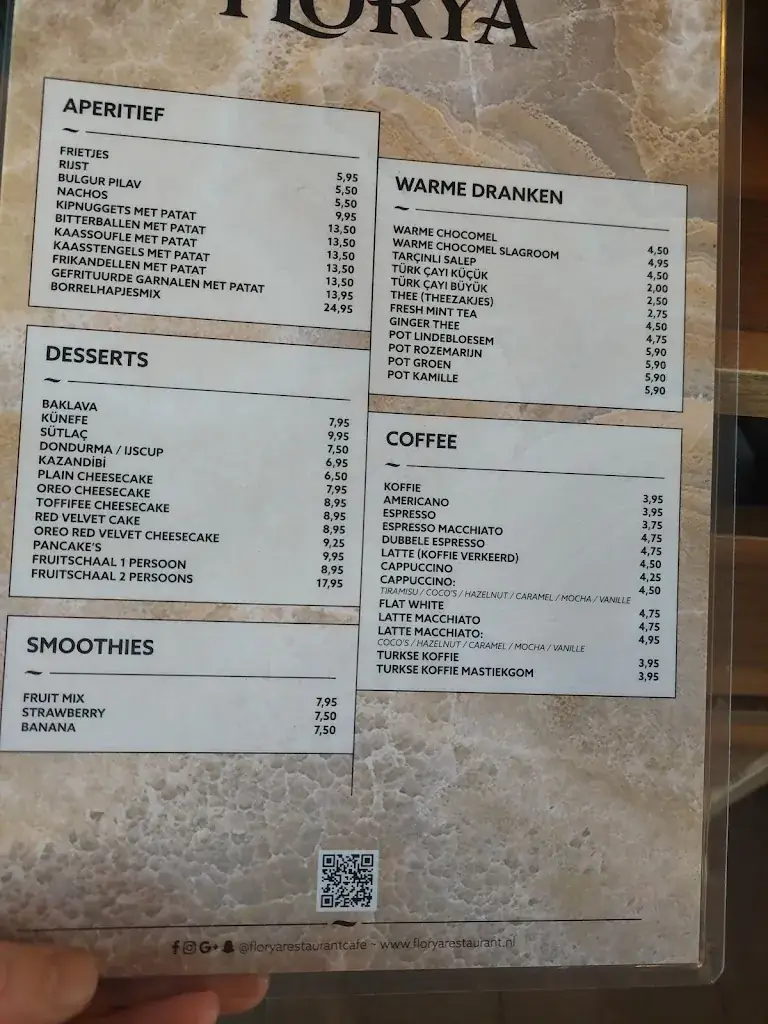 FLORYA
APERITIEF
FRIETJES 5,95
RIJST 5,50
BULGUR PILAV 5,50
NACHOS 9,95
KIPNUGGETS MET PATAT 13,50
BITTERBALLEN MET PATAT 13,50
KAASSOUFLE MET PATAT 13,50
KAASSTENGELS MET PATAT 13,50
FRIKANDELLEN MET PATAT 13,50
GEFRITUURDE GARNALEN MET PATAT 13,95
BORRELHAPJESMIX 24,95
DESSERTS
BAKLAVA 7,95
KÜNEFE 9,95
SÜTLAÇ 7,50
DONDURMA / IJSCUP 6,95
KAZANDİBİ 6,50
PLAIN CHEESECAKE 7,95
OREO CHEESECAKE 8,95
TOFFIFEE CHEESECAKE 8,95
RED VELVET CAKE 8,95
OREO RED VELVET CHEESECAKE 9,25
PANCAKE'S 9,95
FRUITSCHAAL 1 PERSOON 8,95
FRUITSCHAAL 2 PERSOONS 17,95
SMOOTHIES
FRUIT MIX 7,95
STRAWBERRY 7,50
BANANA 7,50
WARME DRANKEN
WARME CHOCOMEL 4,50
WARME CHOCOMEL SLAGROOM 4,95
TARÇINLI SALEP 4,50
TÜRK ÇAYI KÜÇÜK 2,00
TÜRK ÇAYI BÜYÜK 2,50
THEE (THEEZAKJES) 2,75
FRESH MINT TEA 4,50
GINGER THEE 4,75
POT LINDEBLOESEM 5,90
POT ROZEMARIJN 5,90
POT GROEN 5,90
POT KAMILLE 5,90
COFFEE
KOFFIE 3,95
AMERICANO 3,95
ESPRESSO 3,75
ESPRESSO MACCHIATO 4,75
DUBBELE ESPRESSO 4,75
LATTE (KOFFIE VERKEERD) 4,50
CAPPUCCINO 4,25
CAPPUCCINO: 4,50
TIRAMISU / COCO'S / HAZELNUT / CARAMEL / MOCHA / VANILLE
FLAT WHITE 4,75
LATTE MACCHIATO 4,75
LATTE MACCHIATO: 4,95
COCO'S / HAZELNUT / CARAMEL / MOCHA / VANILLE
TURKSE KOFFIE 3,95
TURKSE KOFFIE MASTIEKGOM 3,95
@floryarestaurantcafe ~ www.floryarestaurant.nl